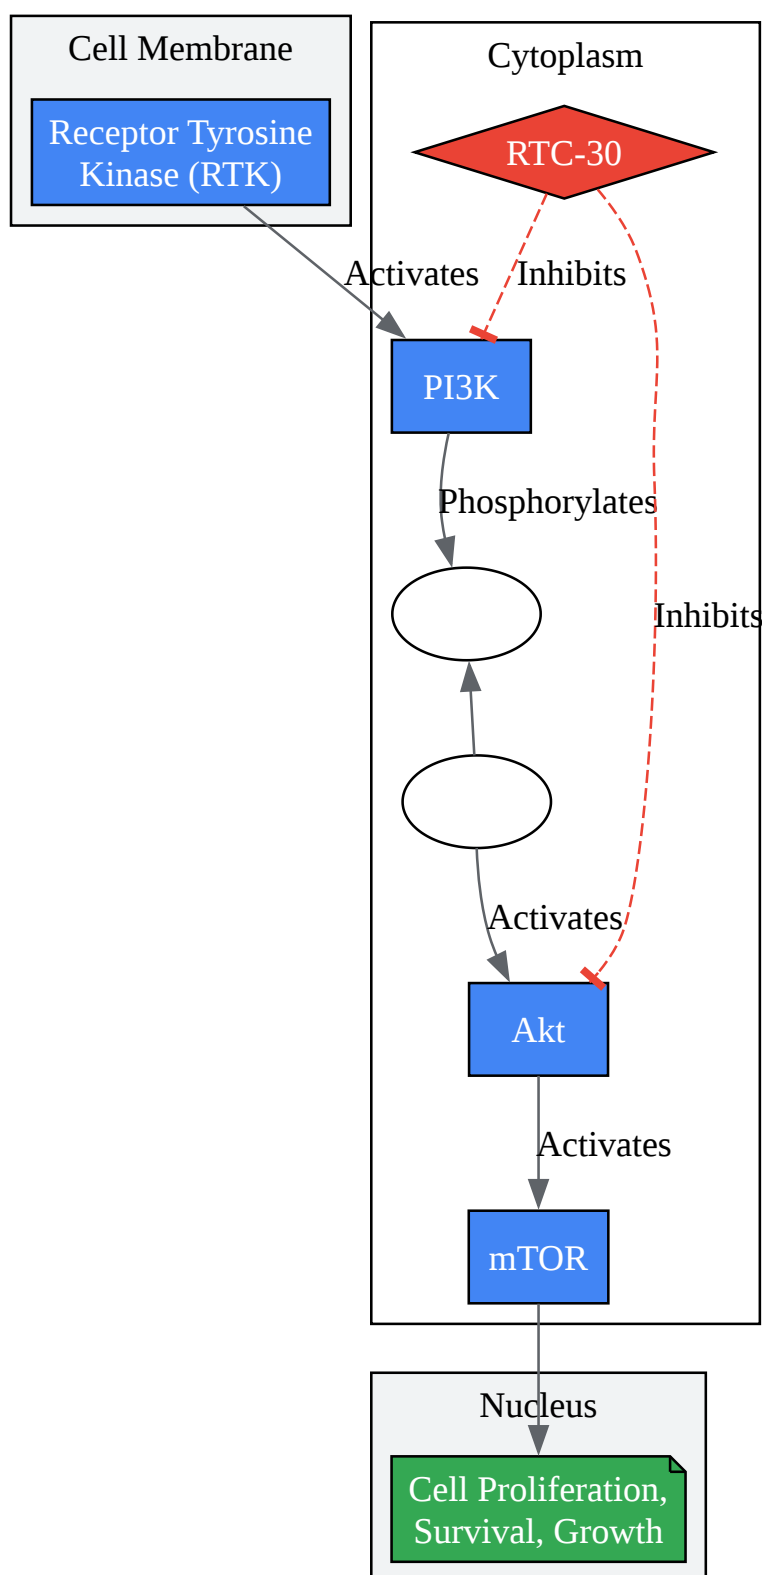 Cell Membrane
Receptor Tyrosine
Kinase (RTK)
Cytoplasm
RTC-30
Activates
Inhibits
PI3K
Phosphorylates
Inhibits
Activates
Akt
Activates
mTOR
Nucleus
Cell Proliferation,
Survival, Growth